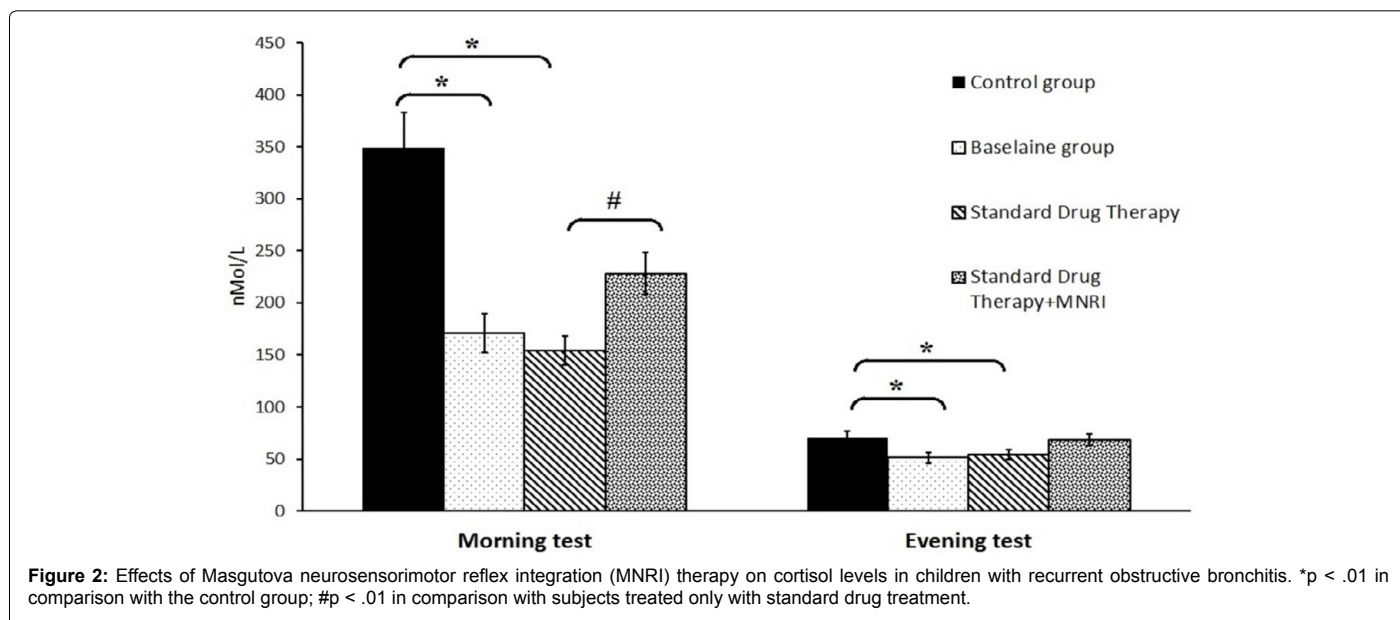 450
400
350
300
250
200
150
100
50
0
nMol/L
*
*
#
*
*
Control group
Baselaine group
Standard Drug Therapy
Standard Drug
Therapy+MNRI
Morning test
Evening test
Figure 2: Effects of Masgutova neurosensorimotor reflex integration (MNRI) therapy on cortisol levels in children with recurrent obstructive bronchitis. *p < .01 in
comparison with the control group; #p < .01 in comparison with subjects treated only with standard drug treatment.